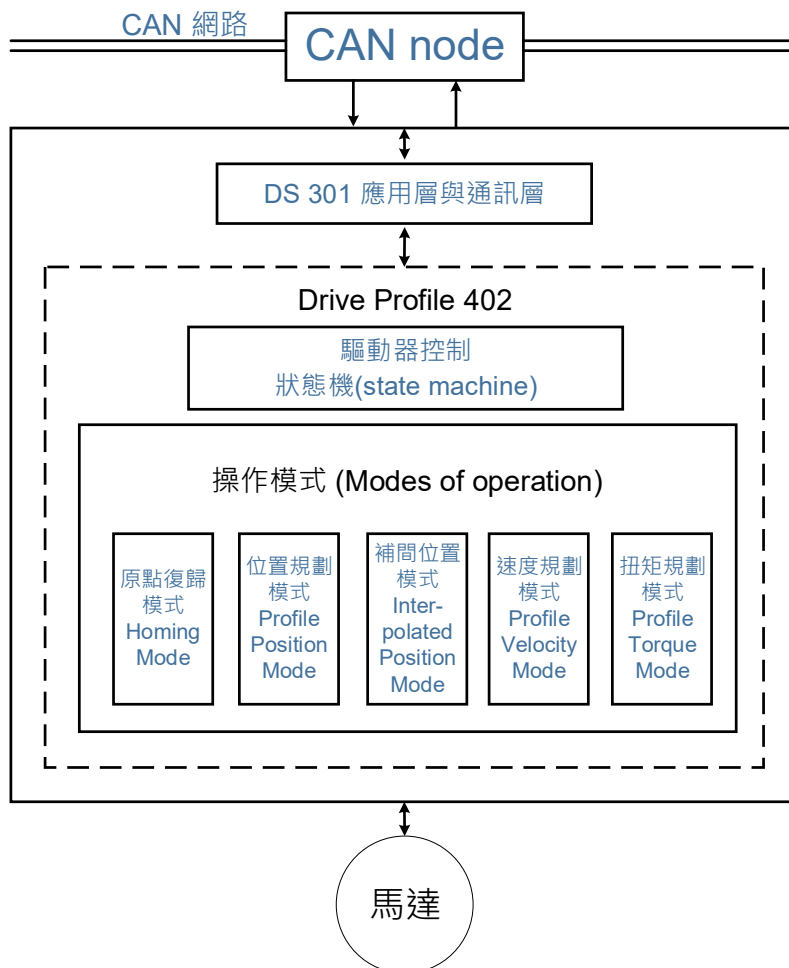 CAN 網路
CAN node
DS 301 應用層與通訊層
Drive Profile 402
驅動器控制
狀態機(state machine)
操作模式 (Modes of operation)
原點復歸
模式
Homing
Mode
位置規劃
模式
Profile
Position
Mode
補間位置
模式
Inter-
polated
Position
Mode
速度規劃
模式
Profile
Velocity
Mode
扭矩規劃
模式
Profile
Torque
Mode
馬達